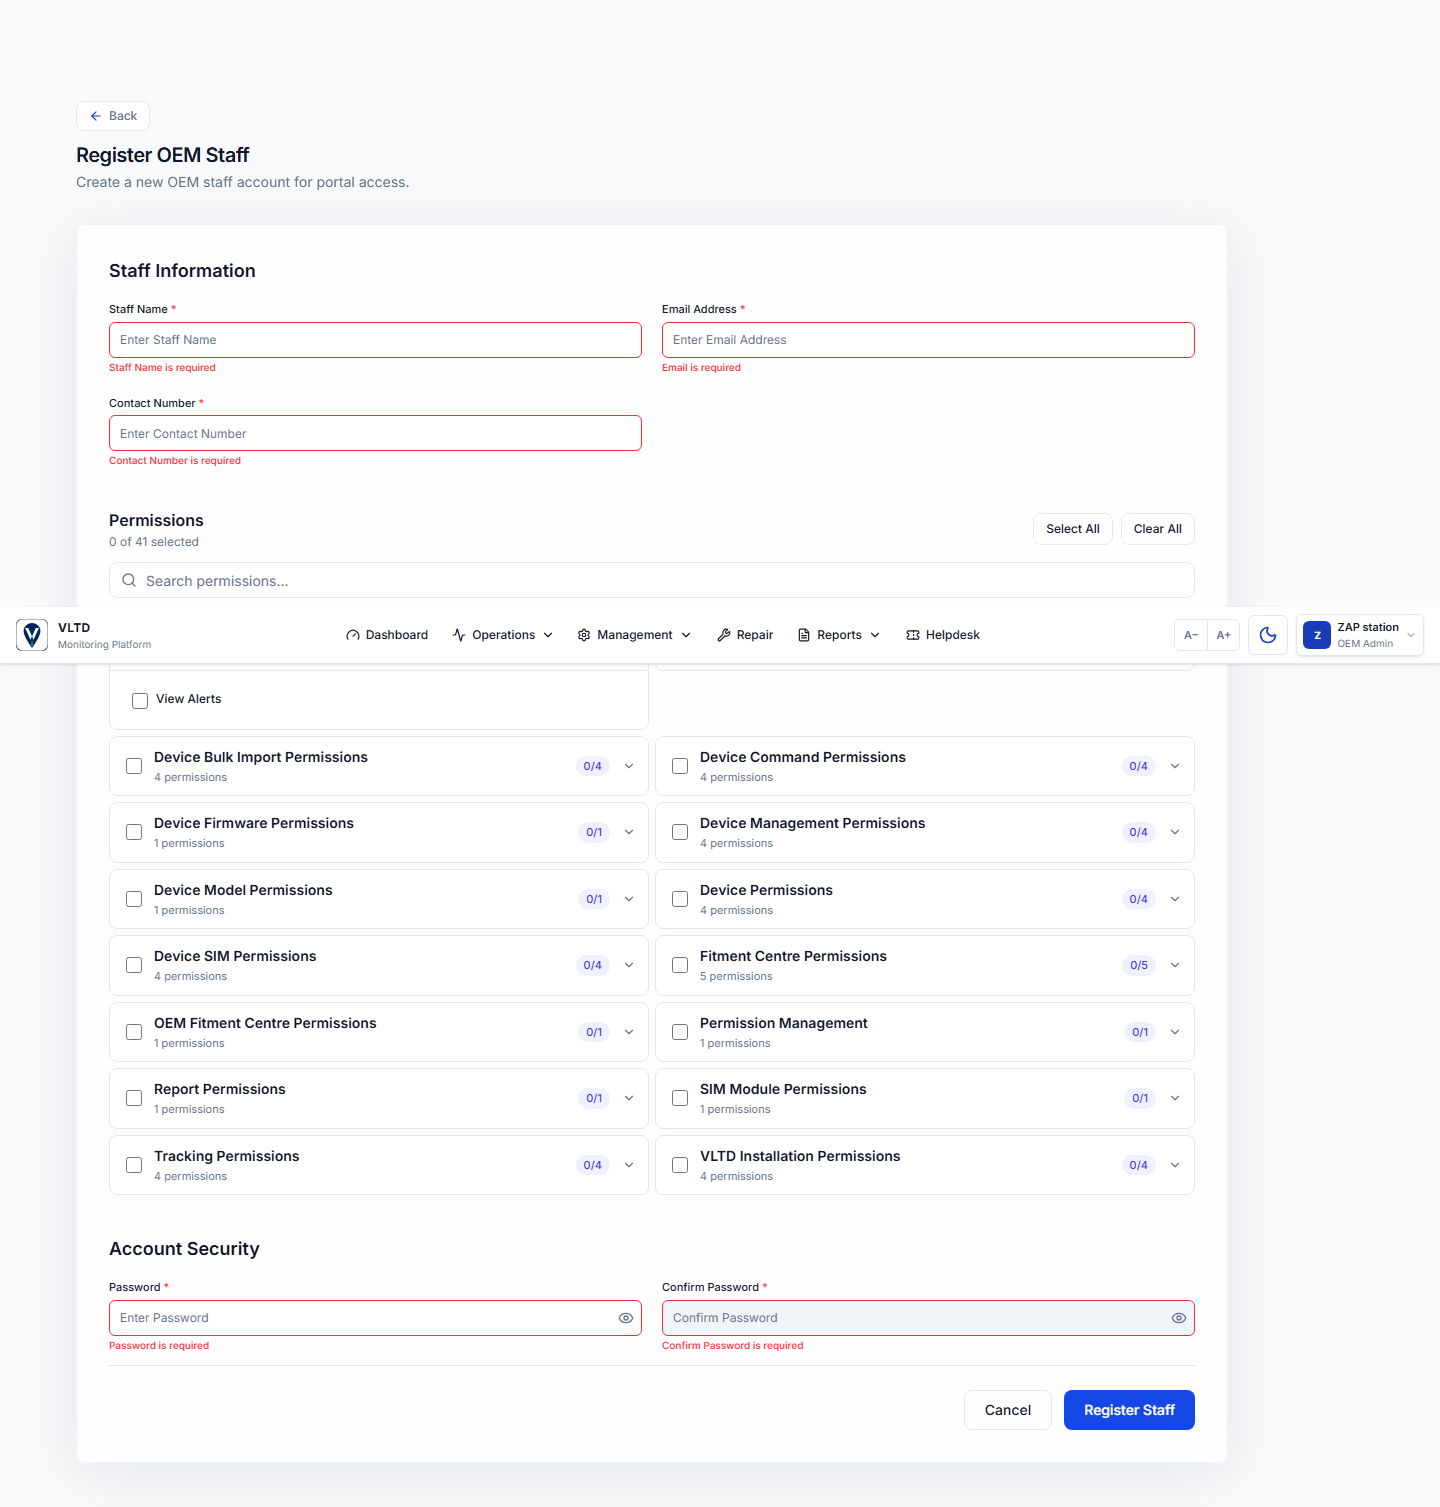 Back
Register OEM Staff
Create a new OEM staff account for portal access.
Staff Information
Staff Name *
Email Address *
Enter Staff Name
Enter Email Address
Staff Name is required
Email is required
Contact Number *
Enter Contact Number
Contact Number is required
Permissions
0 of 41 selected
Select All
Clear All
Search permissions...
VLTD
Monitoring Platform
Dashboard
Operations
Management
Repair
Reports
Helpdesk
A−
A+
Z
ZAP station
OEM Admin
View Alerts
Device Bulk Import Permissions
4 permissions
0/4
Device Command Permissions
4 permissions
0/4
Device Firmware Permissions
1 permissions
0/1
Device Management Permissions
4 permissions
0/4
Device Model Permissions
1 permissions
0/1
Device Permissions
4 permissions
0/4
Device SIM Permissions
4 permissions
0/4
Fitment Centre Permissions
5 permissions
0/5
OEM Fitment Centre Permissions
1 permissions
0/1
Permission Management
1 permissions
0/1
Report Permissions
1 permissions
0/1
SIM Module Permissions
1 permissions
0/1
Tracking Permissions
4 permissions
0/4
VLTD Installation Permissions
4 permissions
0/4
Account Security
Password *
Confirm Password *
Enter Password
Confirm Password
Password is required
Confirm Password is required
Cancel
Register Staff